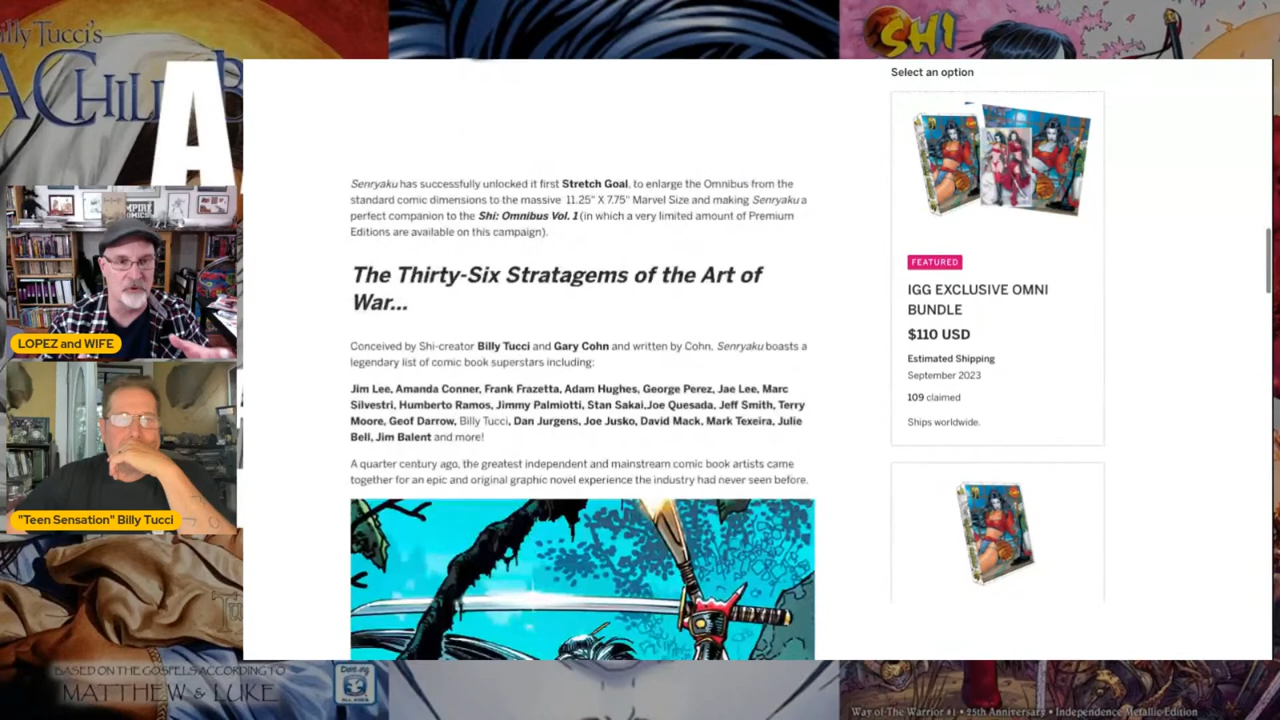 Billy Tucci's
A CHILD
A
SHI
LOPEZ and WIFE
"Teen Sensation" Billy Tucci
Senryaku has successfully unlocked it first Stretch Goal, to enlarge the Omnibus from the
standard comic dimensions to the massive 11.25" X 7.75" Marvel Size and making Senryaku a
perfect companion to the Shi: Omnibus Vol. 1 (in which a very limited amount of Premium
Editions are available on this campaign).
The Thirty-Six Stratagems of the Art of
War...
Conceived by Shi-creator Billy Tucci and Gary Cohn and written by Cohn, Senryaku boasts a
legendary list of comic book superstars including:
Jim Lee, Amanda Conner, Frank Frazetta, Adam Hughes, George Perez, Jae Lee, Marc
Silvestri, Humberto Ramos, Jimmy Palmiotti, Stan Sakai,Joe Quesada, Jeff Smith, Terry
Moore, Geof Darrow, Billy Tucci, Dan Jurgens, Joe Jusko, David Mack, Mark Texeira, Julie
Bell, Jim Balent and more!
A quarter century ago, the greatest independent and mainstream comic book artists came
together for an epic and original graphic novel experience the industry had never seen before.
Select an option
FEATURED
IGG EXCLUSIVE OMNI
BUNDLE
$110 USD
Estimated Shipping
September 2023
109 claimed
Ships worldwide.
BASED ON THE GOSPELS ACCORDING TO
MATTHEW & LUKE
ALL AGES
Way of The Warrior #1 • 25th Anniversary • Independence Metallic Edition